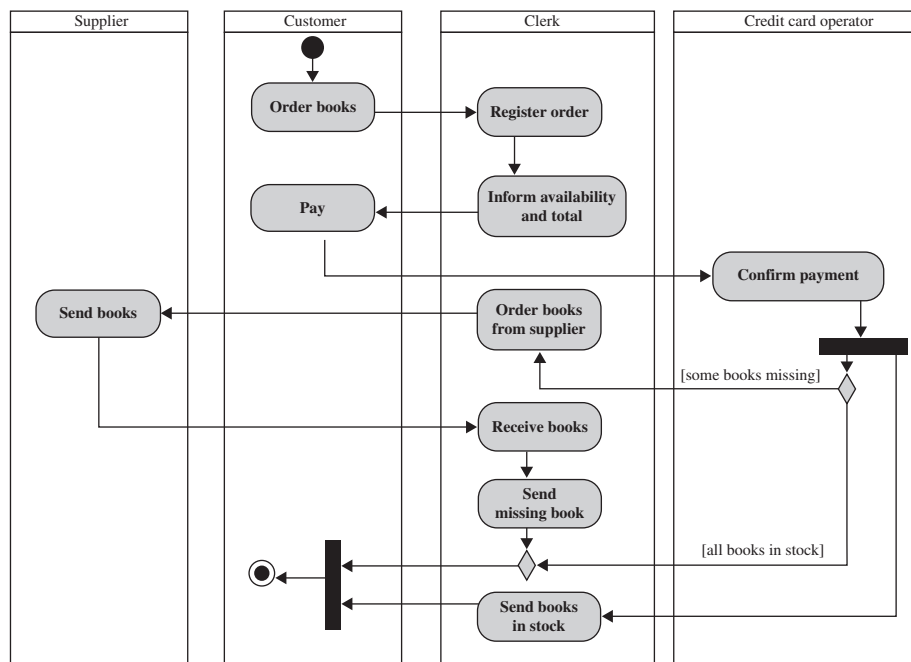 Supplier
Customer
Clerk
Credit card operator
Order books
Register order
Inform availability
and total
Pay
Confirm payment
Send books
Order books
from supplier
[some books missing]
Receive books
Send
missing book
[all books in stock]
Send books
in stock